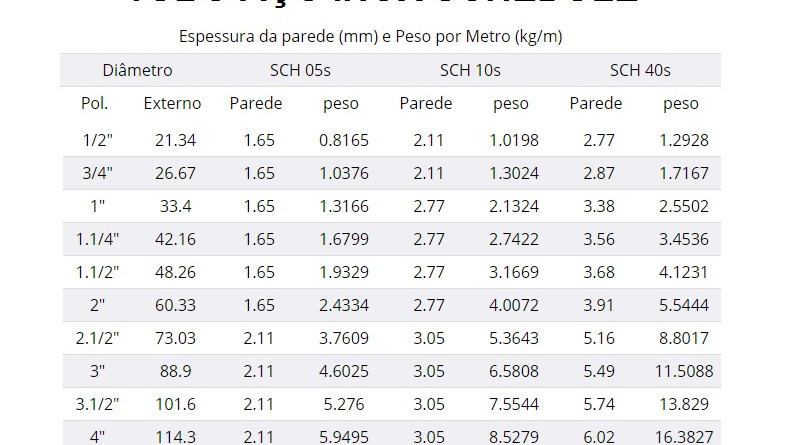 Espessura da parede (mm) e Peso por Metro (kg/m)
Diâmetro SCH 05s SCH 10s SCH 40s
Pol. Externo Parede peso Parede peso Parede peso
1/2" 21.34 1.65 0.8165 2.11 1.0198 2.77 1.2928
3/4" 26.67 1.65 1.0376 2.11 1.3024 2.87 1.7167
1" 33.4 1.65 1.3166 2.77 2.1324 3.38 2.5502
1.1/4" 42.16 1.65 1.6799 2.77 2.7422 3.56 3.4536
1.1/2" 48.26 1.65 1.9329 2.77 3.1669 3.68 4.1231
2" 60.33 1.65 2.4334 2.77 4.0072 3.91 5.5444
2.1/2" 73.03 2.11 3.7609 3.05 5.3643 5.16 8.8017
3" 88.9 2.11 4.6025 3.05 6.5808 5.49 11.5088
3.1/2" 101.6 2.11 5.276 3.05 7.5544 5.74 13.829
4" 114.3 2.11 5.9495 3.05 8.5279 6.02 16.3827